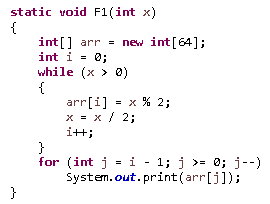 static void F1(int x)
{
    int[] arr = new int[64];
    int i = 0;
    while (x > 0)
    {
        arr[i] = x % 2;
        x = x / 2;
        i++;
    }
    for (int j = i - 1; j >= 0; j--)
        System.out.print(arr[j]);
}